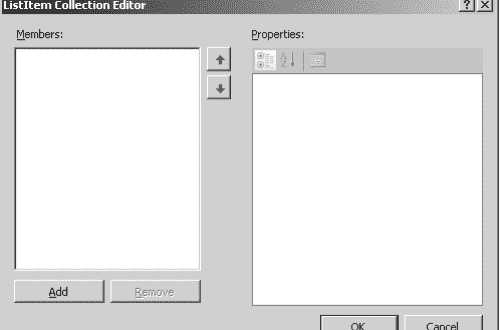 ListItem Collection Editor
Members:
Properties:
Add
Remove
OK
Cancel